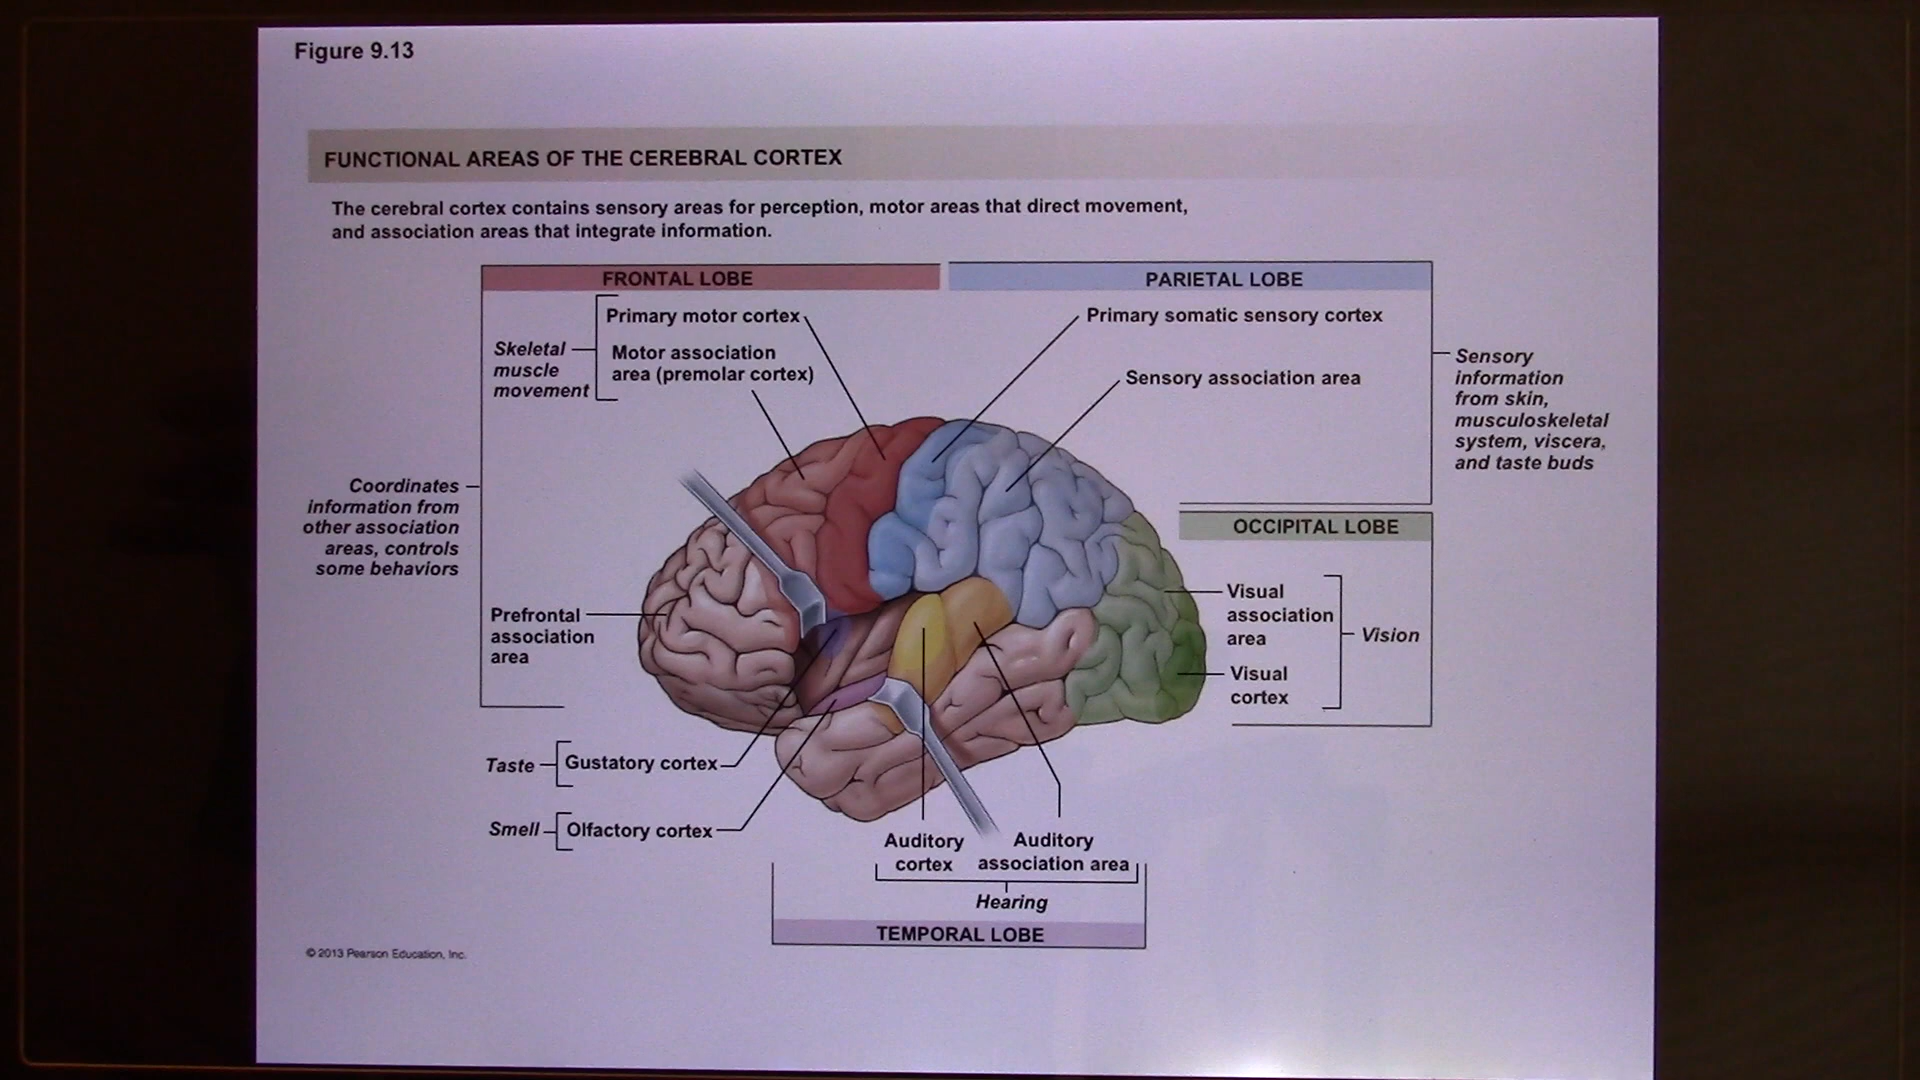 Figure 9.13
FUNCTIONAL AREAS OF THE CEREBRAL CORTEX
The cerebral cortex contains sensory areas for perception, motor areas that direct movement,
and association areas that integrate information.
FRONTAL LOBE
PARIETAL LOBE
Primary motor cortex
Skeletal
muscle
movement
Motor association
area (premolar cortex)
Primary somatic sensory cortex
Sensory association area
Sensory
information
from skin,
musculoskeletal
system, viscera,
and taste buds
Coordinates
information from
other association
areas, controls
some behaviors
Prefrontal
association
area
OCCIPITAL LOBE
Visual
association
area
Visual
cortex
Vision
Taste
Gustatory cortex
Smell
Olfactory cortex
Auditory
cortex
Auditory
association area
Hearing
TEMPORAL LOBE
© 2013 Pearson Education, Inc.